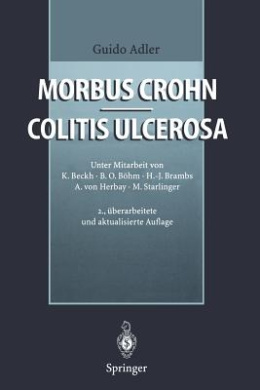 Guido Adler
MORBUS CROHN
COLITIS ULCEROSA
Unter Mitarbeit von
K. Beckh · B. O. Böhm · H.-J. Brambs
A. von Herbay · M. Starlinger
2., überarbeitete
und aktualisierte Auflage
Springer